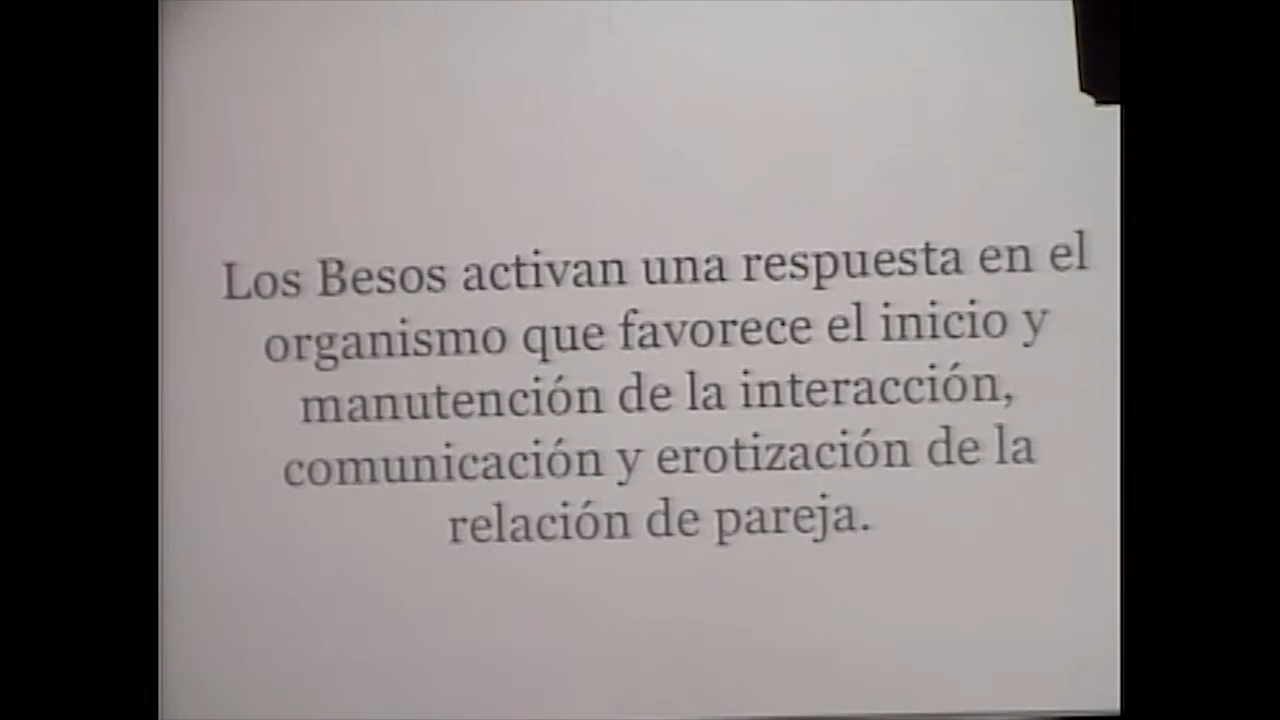 Los Besos activan una respuesta en el
organismo que favorece el inicio y
manutención de la interacción,
comunicación y erotización de la
relación de pareja.